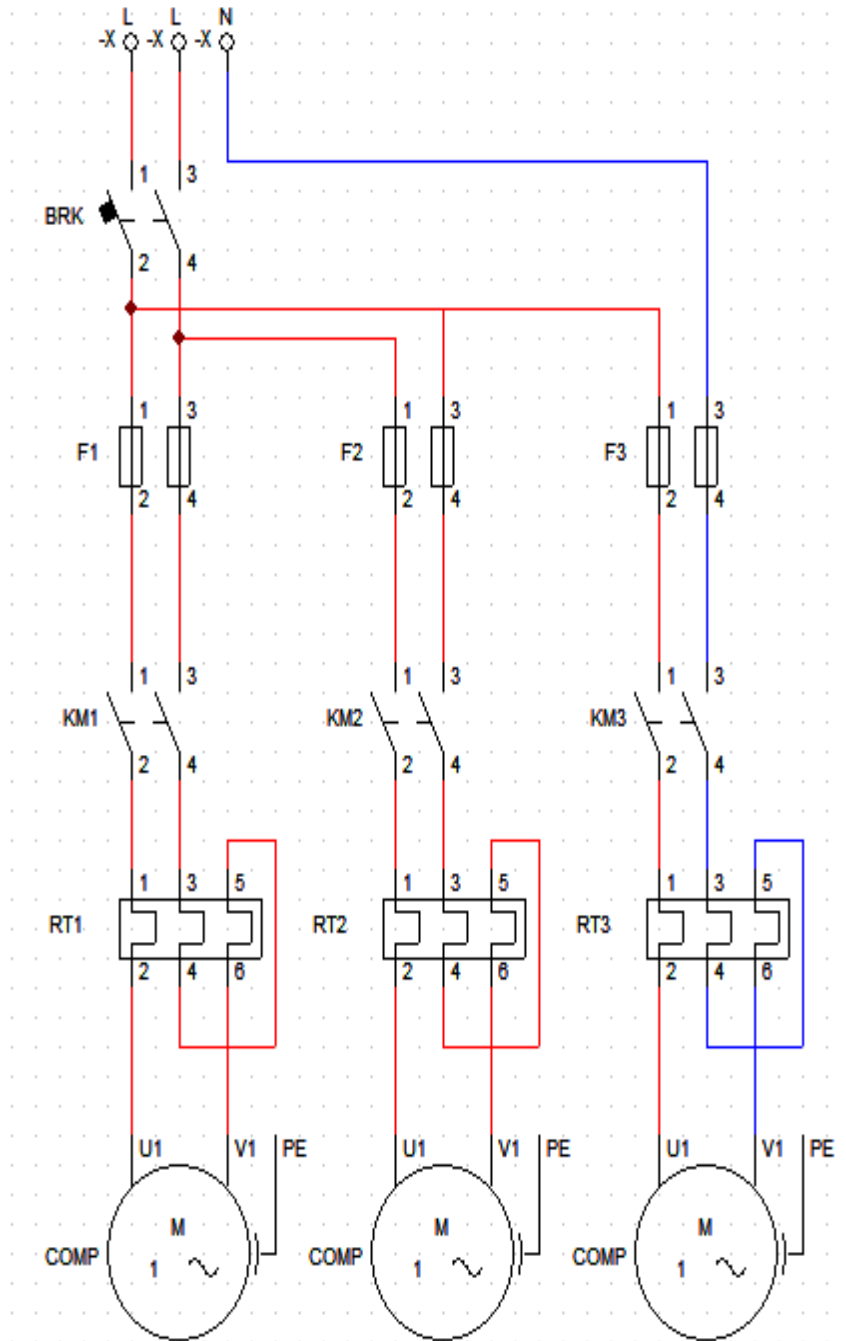 L L N
-X -X -X
1 3
BRK
2 4
1 3 1 3 1 3
F1 F2 F3
2 4 2 4 2 4
1 3 1 3 1 3
KM1 KM2 KM3
2 4 2 4 2 4
1 3 5 1 3 5 1 3 5
RT1 RT2 RT3
2 4 6 2 4 6 2 4 6
U1 V1 PE U1 V1 PE U1 V1 PE
M M M
COMP COMP COMP
1 1 1